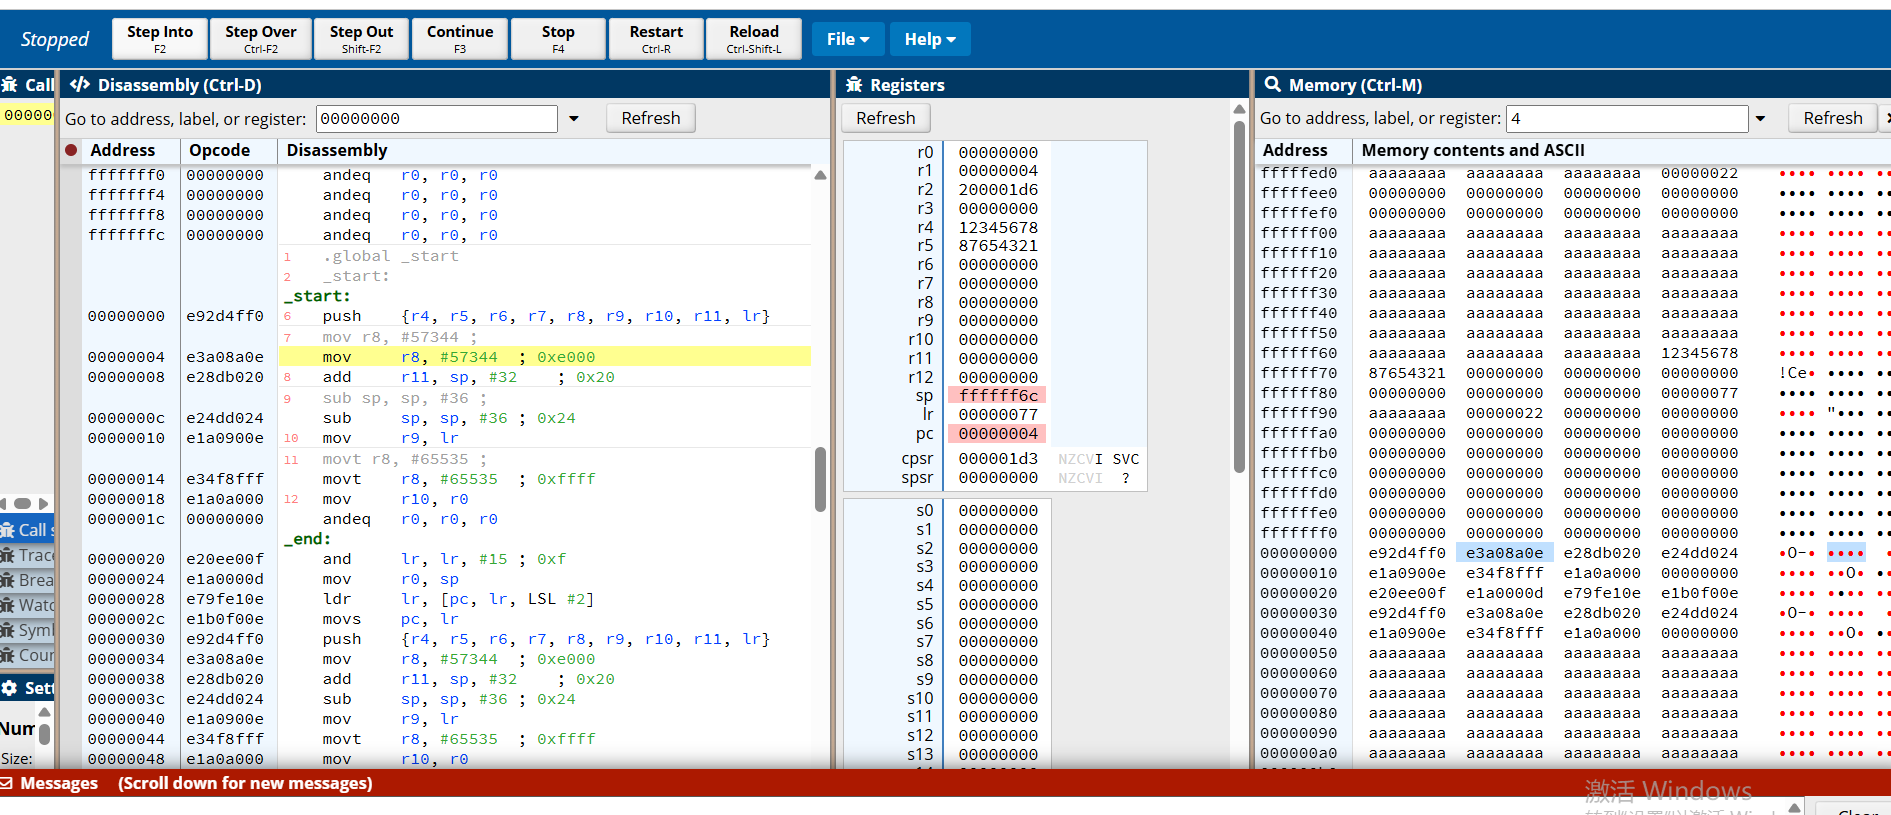 Stopped
Step Into
F2
Step Over
Ctrl-F2
Step Out
Shift-F2
Continue
F3
Stop
F4
Restart
Ctrl-R
Reload
Ctrl-Shift-L
File
Help
Call
00000
Call s
Trace
Brea
Watc
Symb
Coun
Sett
Num
Size:
</> Disassembly (Ctrl-D)
Go to address, label, or register: 00000000
Refresh
Address Opcode Disassembly
fffffff0 00000000 andeq r0, r0, r0
fffffff4 00000000 andeq r0, r0, r0
fffffff8 00000000 andeq r0, r0, r0
fffffffc 00000000 andeq r0, r0, r0
1 .global _start
2 _start:
_start:
00000000 e92d4ff0 6 push {r4, r5, r6, r7, r8, r9, r10, r11, lr}
7 mov r8, #57344 ;
00000004 e3a08a0e mov r8, #57344 ; 0xe000
00000008 e28db020 8 add r11, sp, #32 ; 0x20
9 sub sp, sp, #36 ;
0000000c e24dd024 sub sp, sp, #36 ; 0x24
00000010 e1a0900e 10 mov r9, lr
11 movt r8, #65535 ;
00000014 e34f8fff movt r8, #65535 ; 0xffff
00000018 e1a0a000 12 mov r10, r0
0000001c 00000000 andeq r0, r0, r0
_end:
00000020 e20ee00f and lr, lr, #15 ; 0xf
00000024 e1a0000d mov r0, sp
00000028 e79fe10e ldr lr, [pc, lr, LSL #2]
0000002c e1b0f00e movs pc, lr
00000030 e92d4ff0 push {r4, r5, r6, r7, r8, r9, r10, r11, lr}
00000034 e3a08a0e mov r8, #57344 ; 0xe000
00000038 e28db020 add r11, sp, #32 ; 0x20
0000003c e24dd024 sub sp, sp, #36 ; 0x24
00000040 e1a0900e mov r9, lr
00000044 e34f8fff movt r8, #65535 ; 0xffff
00000048 e1a0a000 mov r10, r0
Registers
Refresh
r0 00000000
r1 00000004
r2 200001d6
r3 00000000
r4 12345678
r5 87654321
r6 00000000
r7 00000000
r8 00000000
r9 00000000
r10 00000000
r11 00000000
r12 00000000
sp ffffff6c
lr 00000077
pc 00000004
cpsr 000001d3 NZCVI SVC
spsr 00000000 NZCVI ?
s0 00000000
s1 00000000
s2 00000000
s3 00000000
s4 00000000
s5 00000000
s6 00000000
s7 00000000
s8 00000000
s9 00000000
s10 00000000
s11 00000000
s12 00000000
s13 00000000
Memory (Ctrl-M)
Go to address, label, or register: 4
Refresh
Address Memory contents and ASCII
fffffed0 aaaaaaaa aaaaaaaa aaaaaaaa 00000022 •••• ••••
fffffee0 00000000 00000000 00000000 00000000 •••• ••••
fffffef0 00000000 00000000 00000000 00000000 •••• ••••
ffffff00 aaaaaaaa aaaaaaaa aaaaaaaa aaaaaaaa •••• ••••
ffffff10 aaaaaaaa aaaaaaaa aaaaaaaa aaaaaaaa •••• ••••
ffffff20 aaaaaaaa aaaaaaaa aaaaaaaa aaaaaaaa •••• ••••
ffffff30 aaaaaaaa aaaaaaaa aaaaaaaa aaaaaaaa •••• ••••
ffffff40 aaaaaaaa aaaaaaaa aaaaaaaa aaaaaaaa •••• ••••
ffffff50 aaaaaaaa aaaaaaaa aaaaaaaa aaaaaaaa •••• ••••
ffffff60 aaaaaaaa aaaaaaaa aaaaaaaa 12345678 •••• ••••
ffffff70 87654321 00000000 00000000 00000000 !Ce• ••••
ffffff80 00000000 00000000 00000000 00000077 •••• ••••
ffffff90 aaaaaaaa 00000022 00000000 00000000 •••• "•••
ffffffa0 00000000 00000000 00000000 00000000 •••• ••••
ffffffb0 00000000 00000000 00000000 00000000 •••• ••••
ffffffc0 00000000 00000000 00000000 00000000 •••• ••••
ffffffd0 00000000 00000000 00000000 00000000 •••• ••••
ffffffe0 00000000 00000000 00000000 00000000 •••• ••••
fffffff0 00000000 00000000 00000000 00000000 •••• ••••
00000000 e92d4ff0 e3a08a0e e28db020 e24dd024 •O-• ••••
00000010 e1a0900e e34f8fff e1a0a000 00000000 •••• ••O•
00000020 e20ee00f e1a0000d e79fe10e e1b0f00e •••• ••••
00000030 e92d4ff0 e3a08a0e e28db020 e24dd024 •O-• ••••
00000040 e1a0900e e34f8fff e1a0a000 00000000 •••• ••O•
00000050 aaaaaaaa aaaaaaaa aaaaaaaa aaaaaaaa •••• ••••
00000060 aaaaaaaa aaaaaaaa aaaaaaaa aaaaaaaa •••• ••••
00000070 aaaaaaaa aaaaaaaa aaaaaaaa aaaaaaaa •••• ••••
00000080 aaaaaaaa aaaaaaaa aaaaaaaa aaaaaaaa •••• ••••
00000090 aaaaaaaa aaaaaaaa aaaaaaaa aaaaaaaa •••• ••••
000000a0 aaaaaaaa aaaaaaaa aaaaaaaa aaaaaaaa •••• ••••
Messages (Scroll down for new messages)
激活 Windows